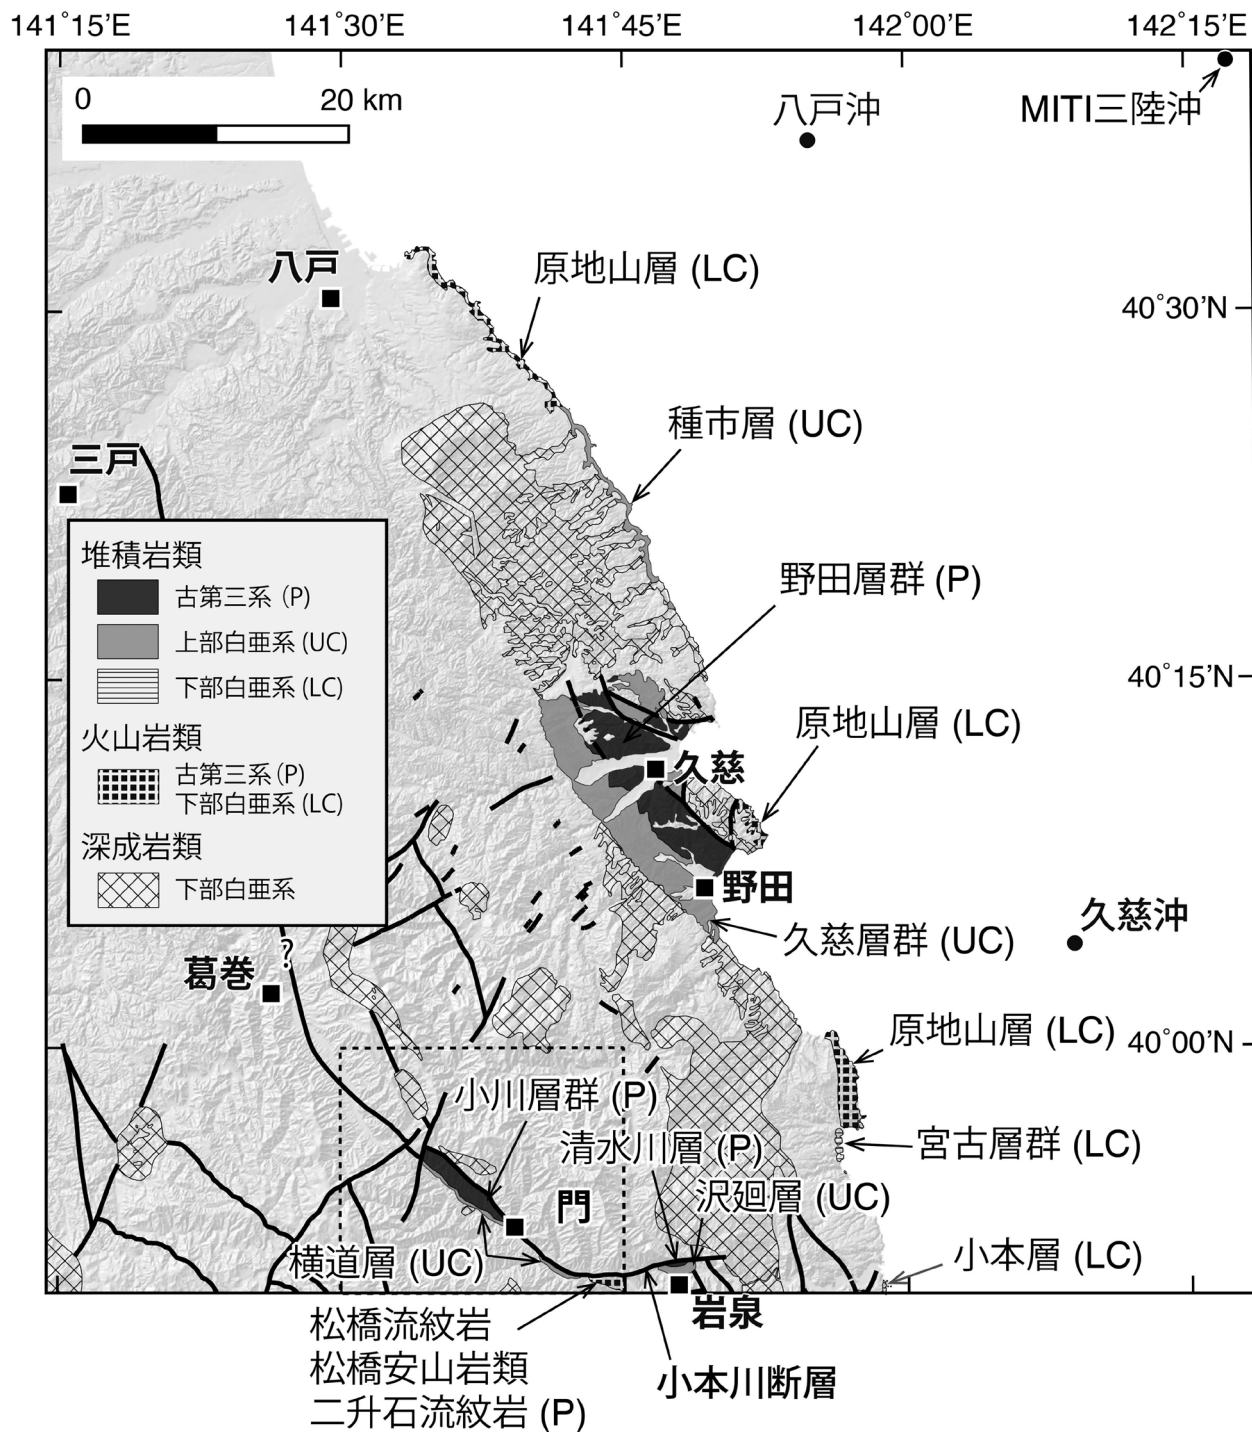 141˚15’E
141˚30’E
141˚45’E
142˚00’E
142˚15’E
0
20 km
八戸沖
MITI三陸沖
八戸
原地山層 (LC)
40˚30’N
種市層 (UC)
三戸
堆積岩類
古第三系 (P)
上部白亜系 (UC)
下部白亜系 (LC)
火山岩類
古第三系 (P)
下部白亜系 (LC)
深成岩類
下部白亜系
野田層群 (P)
40˚15’N
原地山層 (LC)
久慈
野田
久慈沖
久慈層群 (UC)
?
葛巻
原地山層 (LC)
40˚00’N
小川層群 (P)
清水川層 (P)
宮古層群 (LC)
沢廻層 (UC)
門
横道層 (UC)
小本層 (LC)
岩泉
松橋流紋岩
松橋安山岩類
二升石流紋岩 (P)
小本川断層